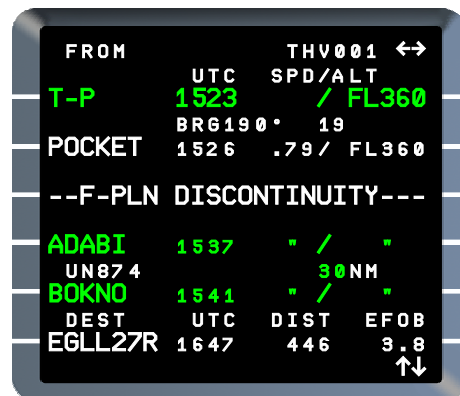 FROM THV001 ←→
UTC SPD/ALT
T-P 1523 / FL360
BRG190° 19
POCKET 1526 .79/ FL360
--F-PLN DISCONTINUITY---
ADABI 1537 " / "
UN874 30NM
BOKNO 1541 " / "
DEST UTC DIST EFOB
EGLL27R 1647 446 3.8
↑↓